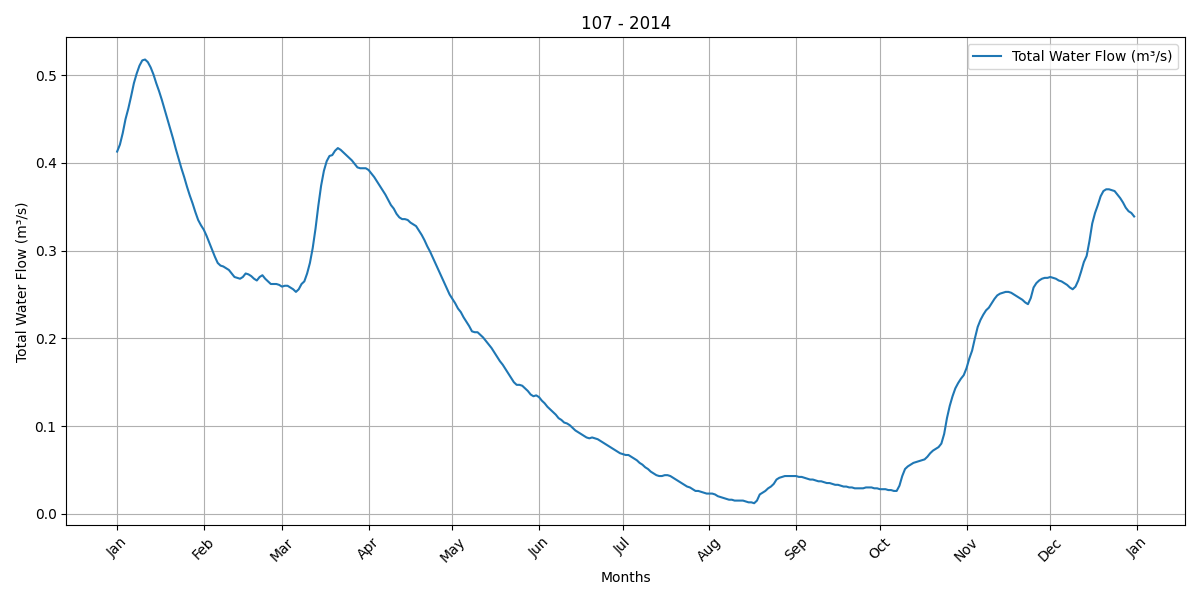 107 - 2014
Total Water Flow (m³/s)
Total Water Flow (m³/s)
0.5
0.4
0.3
0.2
0.1
0.0
Jan Feb Mar Apr May Jun Jul Aug Sep Oct Nov Dec Jan
Months